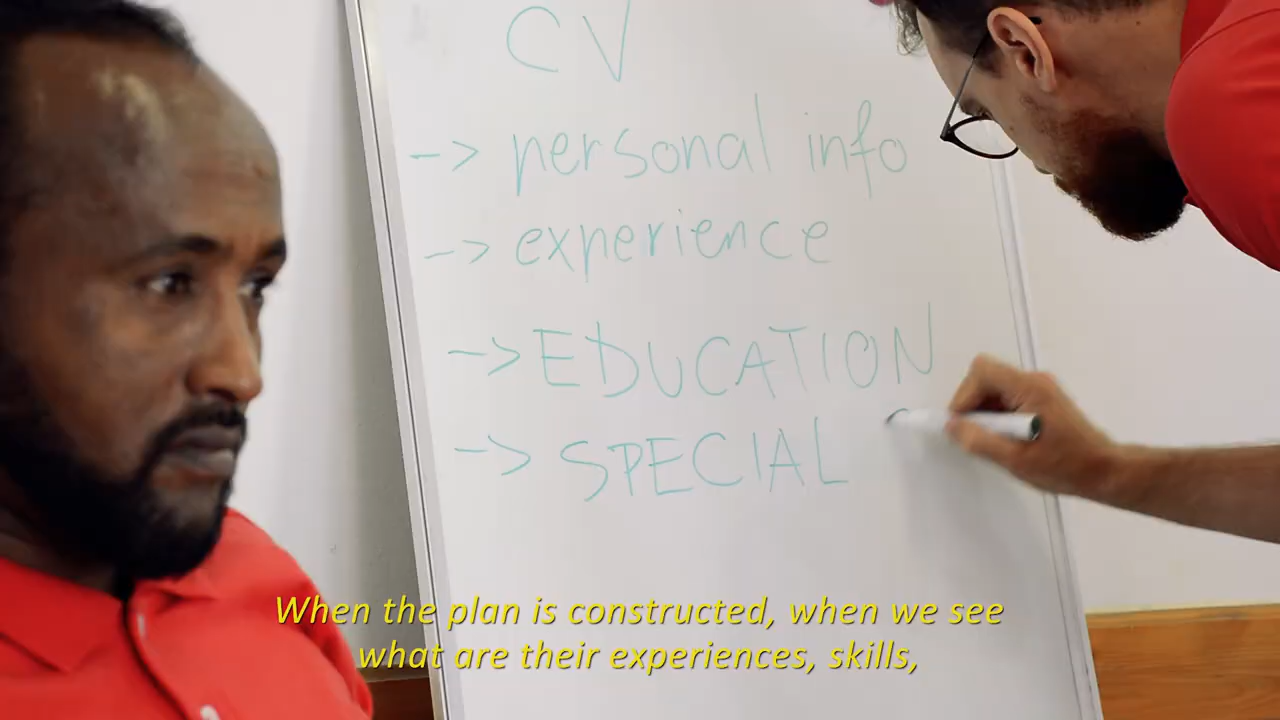 CV
-> personal info
-> experience
-> EDUCATION
-> SPECIAL
When the plan is constructed, when we see
what are their experiences, skills,